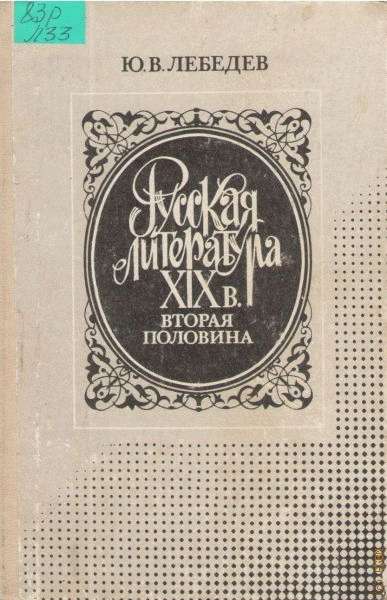 83р
Л33
Ю.В.ЛЕБЕДЕВ
Русская
литература
XIX в.
ВТОРАЯ
ПОЛОВИНА